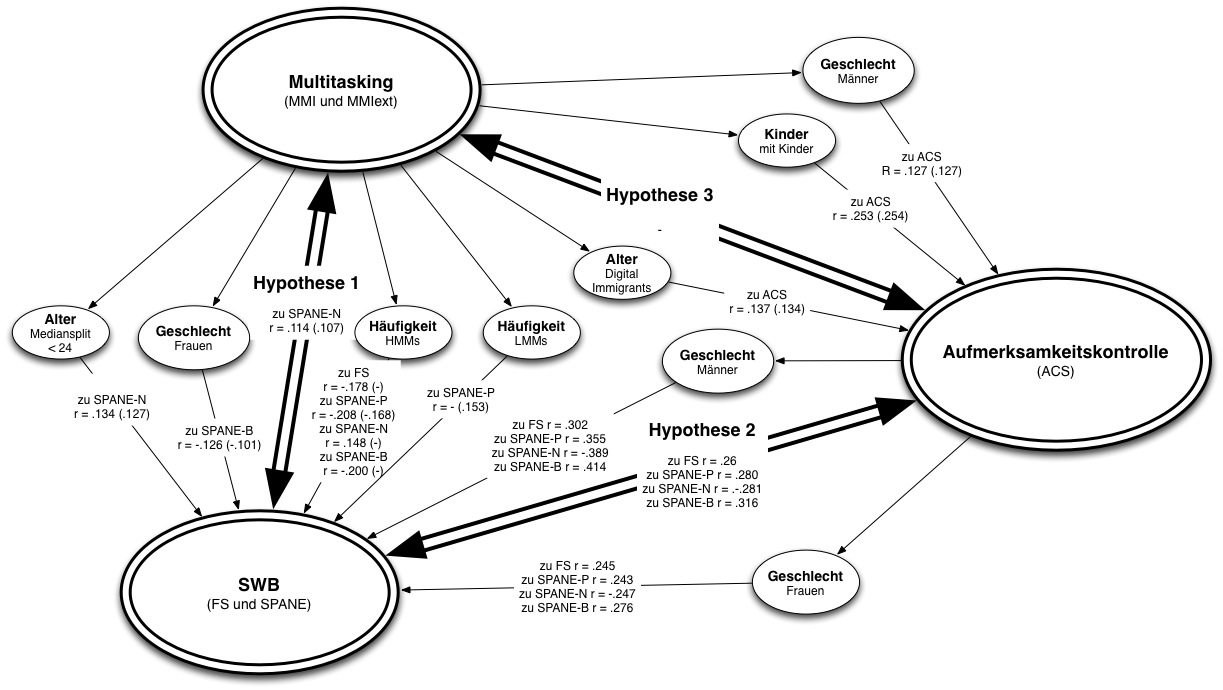 Multitasking
(MMI und MMIext)
Geschlecht
Männer
Kinder
mit Kinder
zu ACS
R = .127 (.127)
zu ACS
r = .253 (.254)
Hypothese 3
-
Alter
Digital
Immigrants
zu ACS
r = .137 (.134)
Hypothese 1
zu SPANE-N
r = .114 (.107)
Alter
Mediansplit
< 24
Geschlecht
Frauen
Häufigkeit
HMMs
Häufigkeit
LMMs
Geschlecht
Männer
Aufmerksamkeitskontrolle
(ACS)
zu SPANE-N
r = .134 (.127)
zu SPANE-B
r = -.126 (-.101)
zu FS
r = -.178 (-)
zu SPANE-P
r = -.208 (-.168)
zu SPANE-N
r = .148 (-)
zu SPANE-B
r = -.200 (-)
zu SPANE-P
r = - (.153)
zu FS r = .302
zu SPANE-P r = .355
zu SPANE-N r = -.389
zu SPANE-B r = .414
Hypothese 2
zu FS r = .26
zu SPANE-P r = .280
zu SPANE-N r = .-.281
zu SPANE-B r = .316
SWB
(FS und SPANE)
zu FS r = .245
zu SPANE-P r = .243
zu SPANE-N r = -.247
zu SPANE-B r = .276
Geschlecht
Frauen